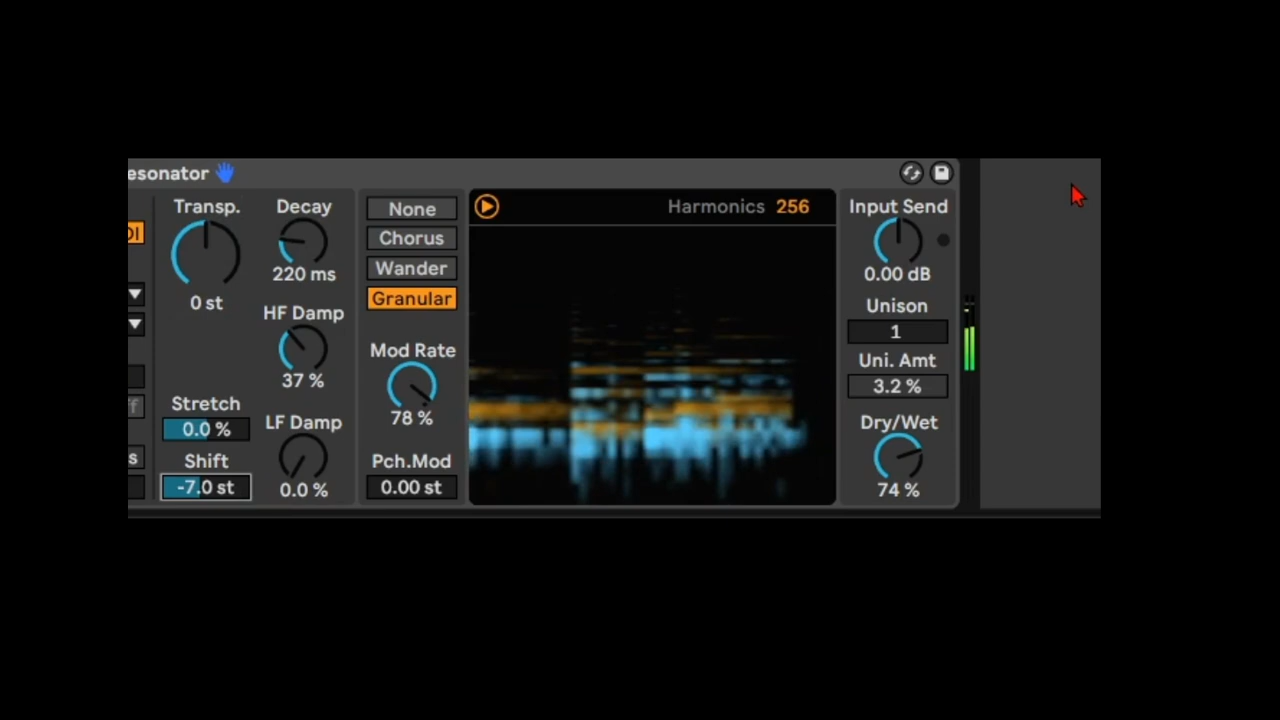 esonator
Transp.
0 st
Stretch
0.0 %
Shift
-7.0 st
Decay
220 ms
HF Damp
37 %
LF Damp
0.0 %
None
Chorus
Wander
Granular
Mod Rate
78 %
Pch.Mod
0.00 st
Harmonics 256
Input Send
0.00 dB
Unison
1
Uni. Amt
3.2 %
Dry/Wet
74 %